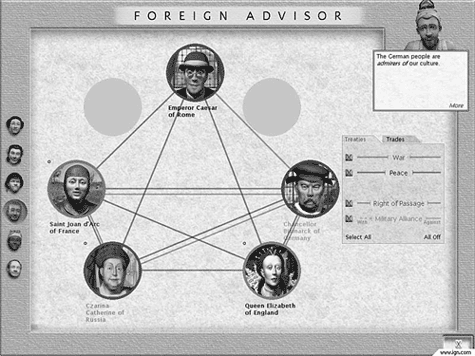 FOREIGN ADVISOR
The German people are
admirers of our culture.
More
Emperor Caesar
of Rome
Treaties
Trades
War
Peace
Right of Passage
Military Alliance
Select All
All Off
Saint Joan d'Arc
of France
Chancellor
Bismarck of
Germany
Czarina
Catherine of
Russia
Queen Elizabeth
of England
www.ign.com